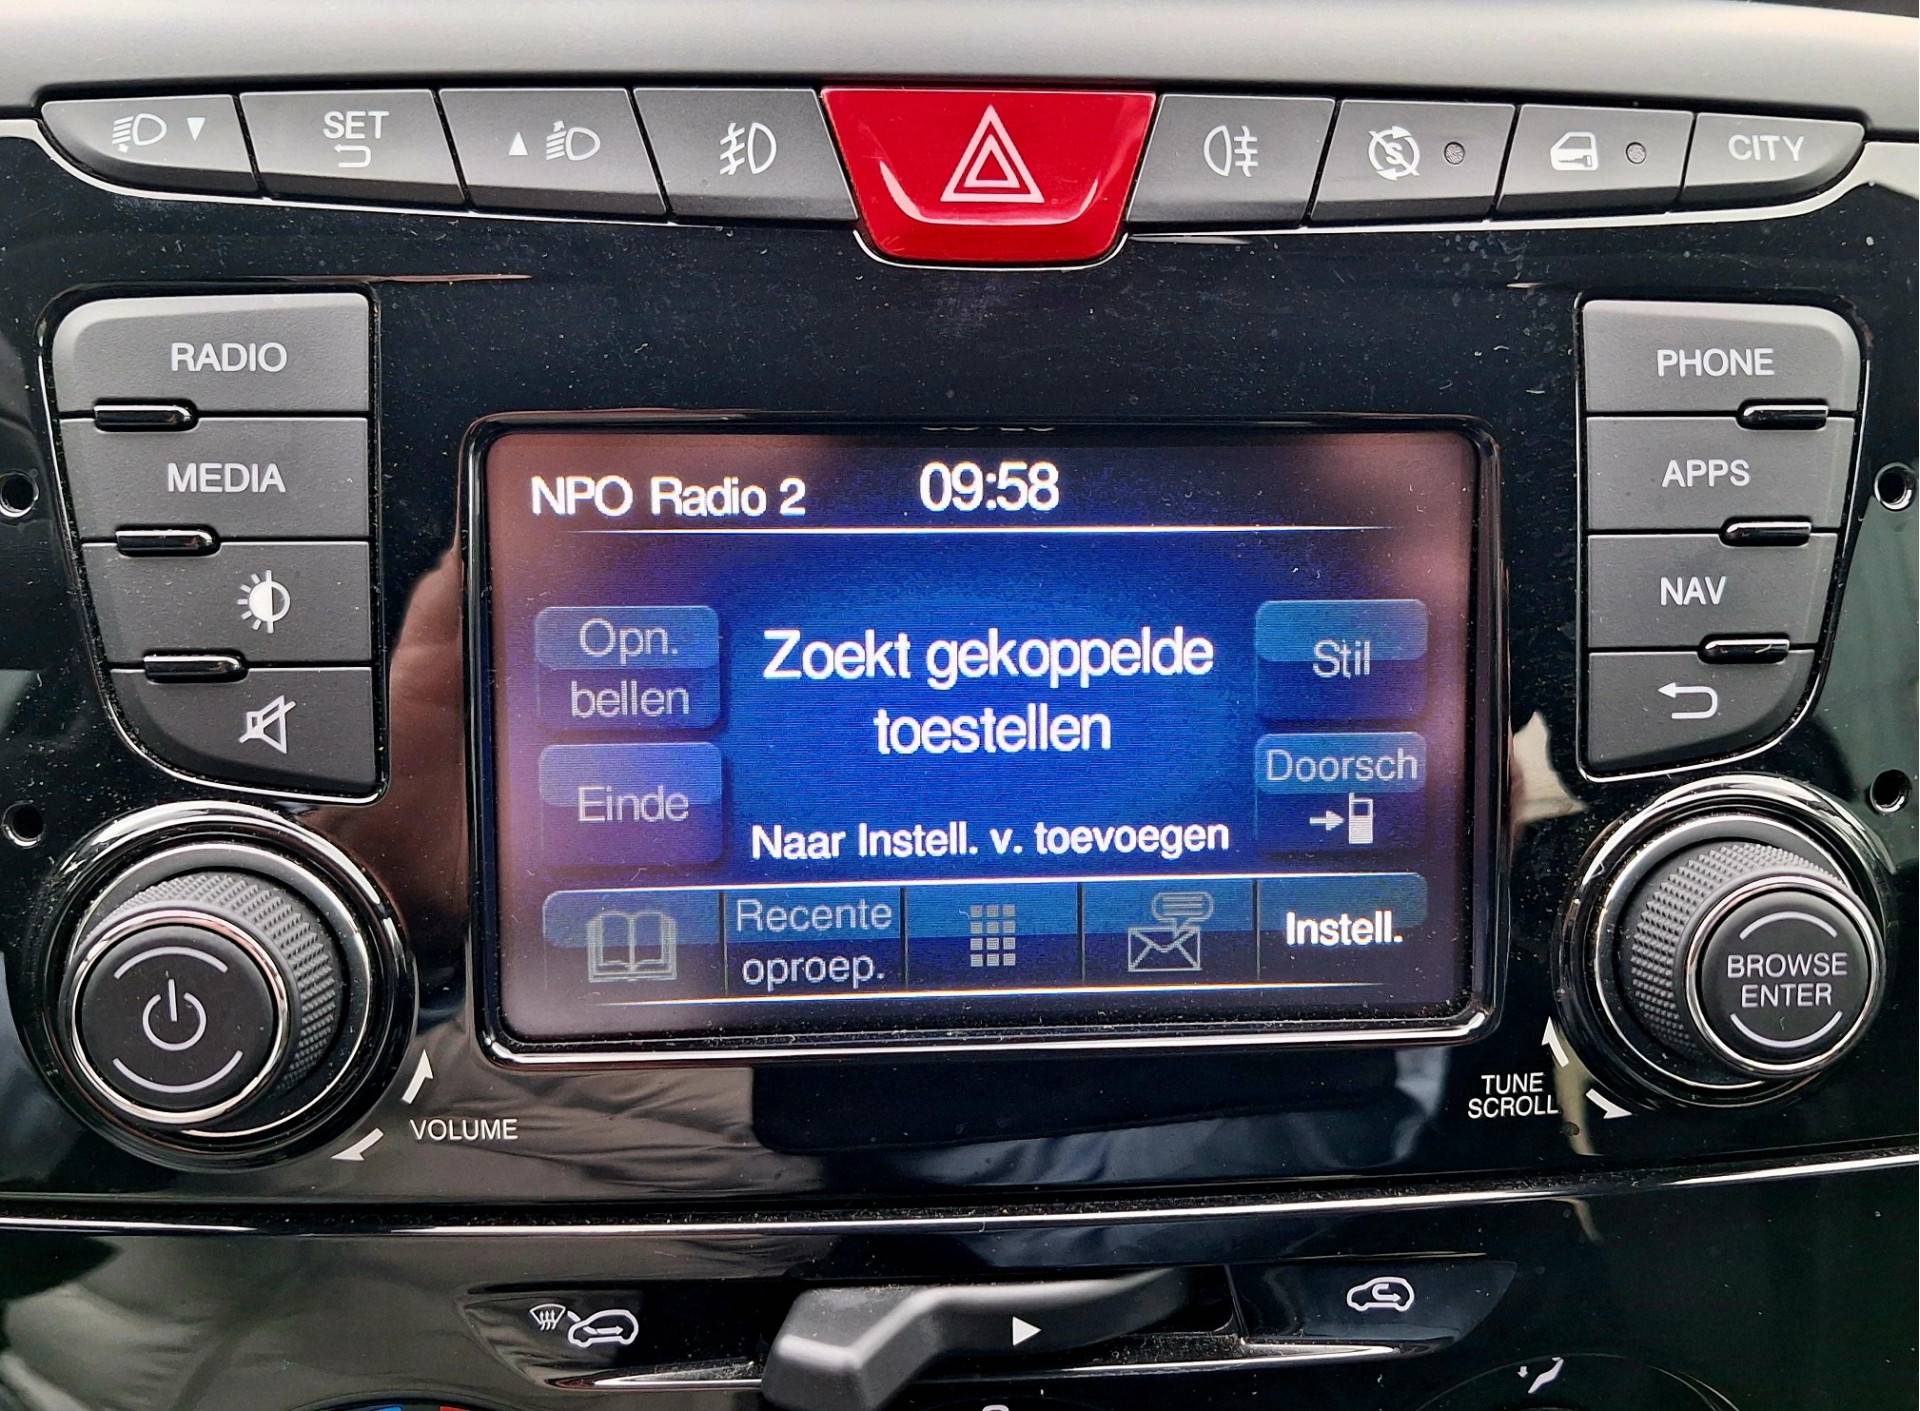 SET
CITY
RADIO
MEDIA
PHONE
APPS
NAV
NPO Radio 2
09:58
Opn.
bellen
Einde
Zoekt gekoppelde
toestellen
Naar Instell. v. toevoegen
Stil
Doorsch
Recente
oproep.
Instell.
VOLUME
BROWSE
ENTER
TUNE
SCROLL